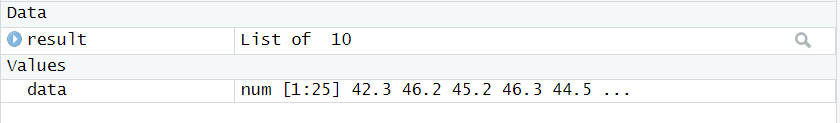 Data
result List of 10
Values
data num [1:25] 42.3 46.2 45.2 46.3 44.5 ...